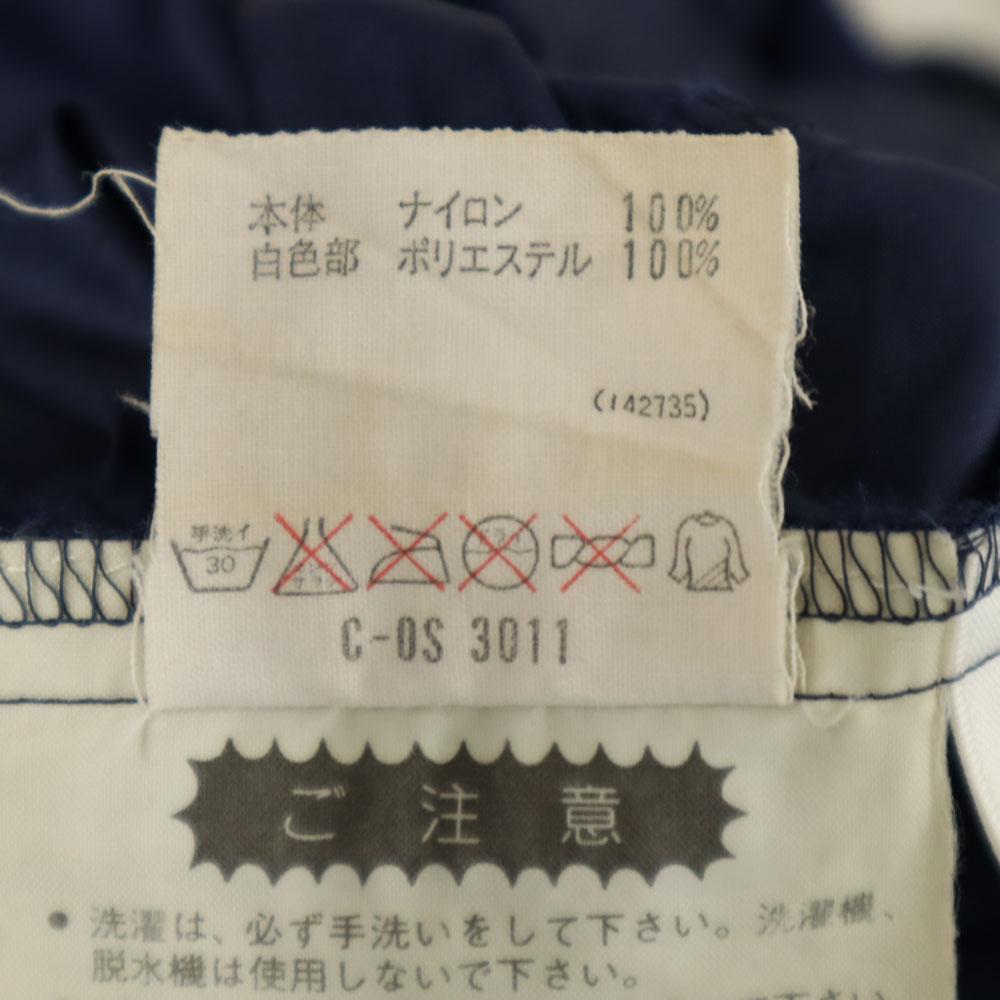 本体 ナイロン 100%
白色部 ポリエステル 100%
(142735)
手洗イ
30
C-OS 3011
ご注意
● 洗濯は、必ず手洗いをして下さい。洗濯機、
脱水機は使用しないで下さい。
下さい